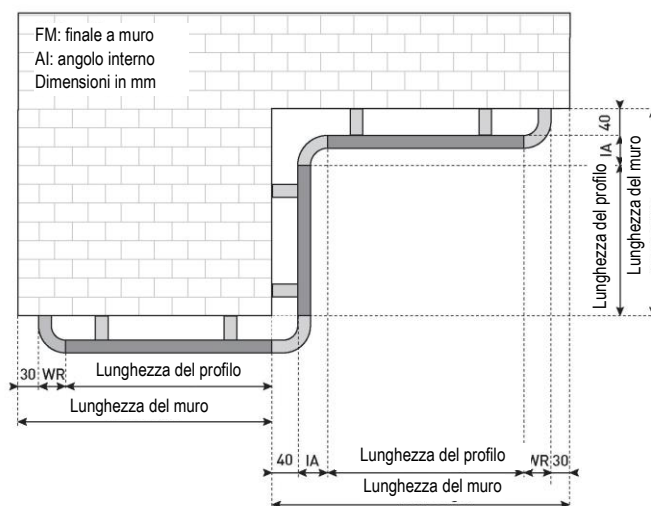 FM: finale a muro
AI: angolo interno
Dimensioni in mm
40
IA
Lunghezza del profilo
Lunghezza del muro
30
WR
Lunghezza del profilo
Lunghezza del muro
40
IA
Lunghezza del profilo
WR
30
Lunghezza del muro